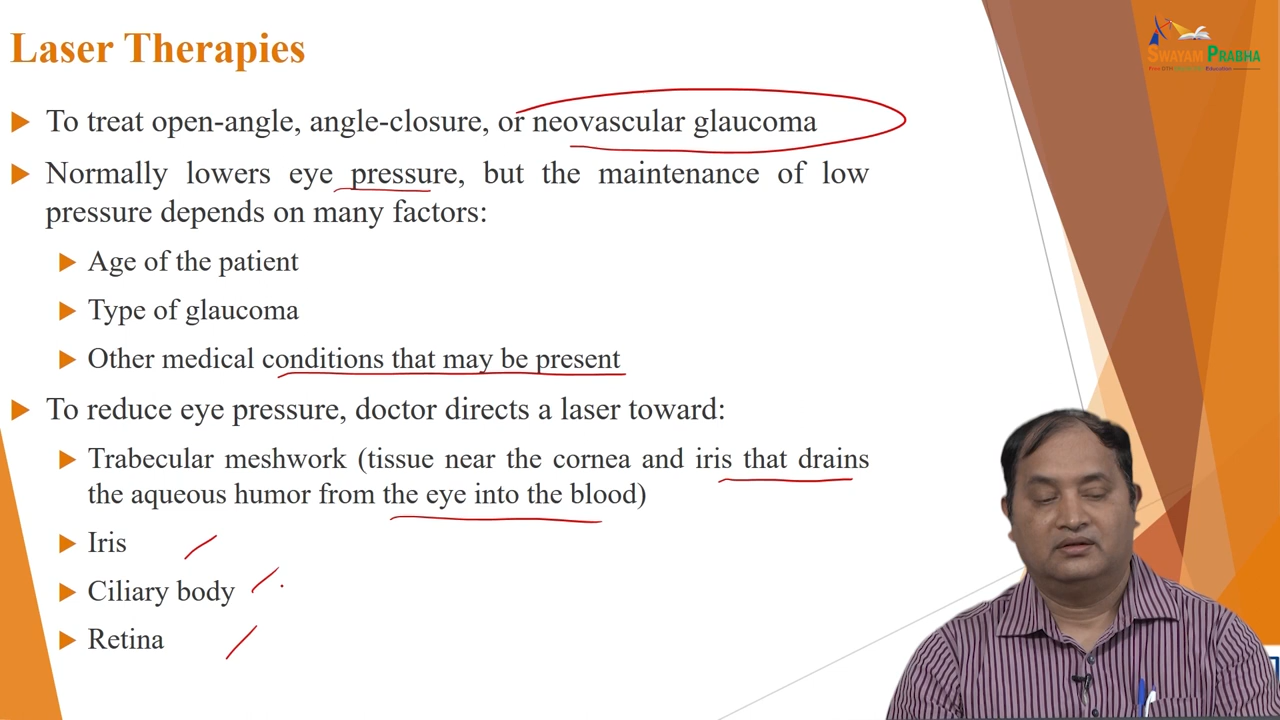 Laser Therapies
SWAYAM PRABHA
To treat open-angle, angle-closure, or neovascular glaucoma
Normally lowers eye pressure, but the maintenance of low
pressure depends on many factors:
Age of the patient
Type of glaucoma
Other medical conditions that may be present
To reduce eye pressure, doctor directs a laser toward:
Trabecular meshwork (tissue near the cornea and iris that drains
the aqueous humor from the eye into the blood)
Iris
Ciliary body
Retina